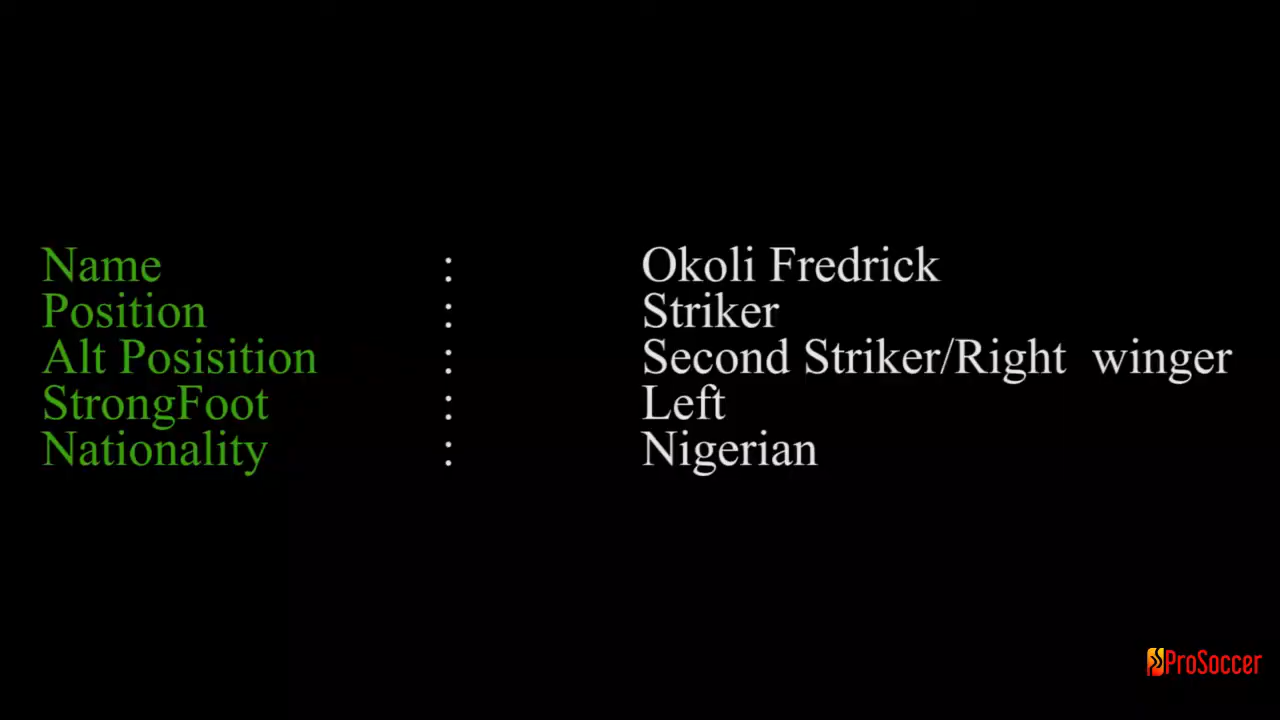 Name : Okoli Fredrick
Position : Striker
Alt Posisition : Second Striker/Right winger
StrongFoot : Left
Nationality : Nigerian
ProSoccer